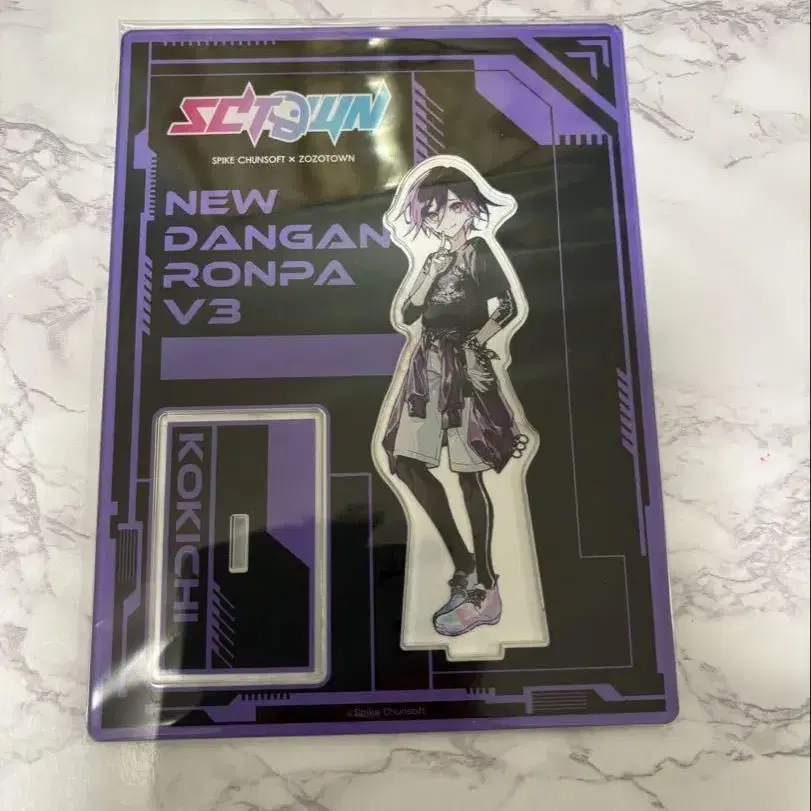 SCTOWN
SPIKE CHUNSOFT × ZOZOTOWN
NEW
DANGAN
RONPA
V3
KOKICHI
©Spike Chunsoft